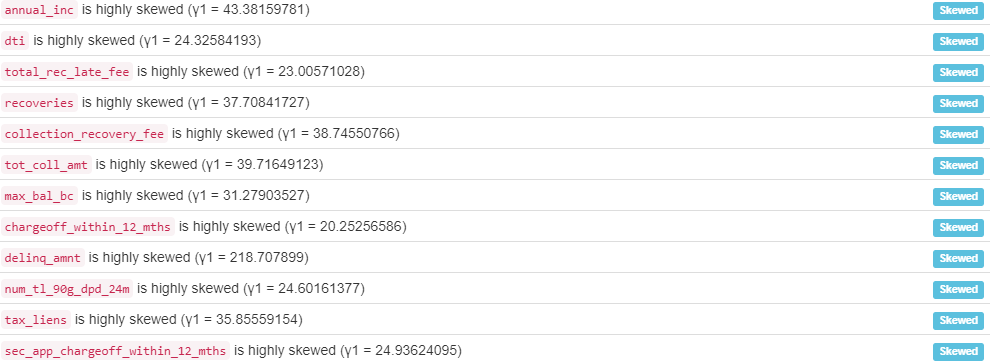 annual_inc is highly skewed (γ1 = 43.38159781) Skewed
dti is highly skewed (γ1 = 24.32584193) Skewed
total_rec_late_fee is highly skewed (γ1 = 23.00571028) Skewed
recoveries is highly skewed (γ1 = 37.70841727) Skewed
collection_recovery_fee is highly skewed (γ1 = 38.74550766) Skewed
tot_coll_amt is highly skewed (γ1 = 39.71649123) Skewed
max_bal_bc is highly skewed (γ1 = 31.27903527) Skewed
chargeoff_within_12_mths is highly skewed (γ1 = 20.25256586) Skewed
delinq_amnt is highly skewed (γ1 = 218.707899) Skewed
num_tl_90g_dpd_24m is highly skewed (γ1 = 24.60161377) Skewed
tax_liens is highly skewed (γ1 = 35.85559154) Skewed
sec_app_chargeoff_within_12_mths is highly skewed (γ1 = 24.93624095) Skewed